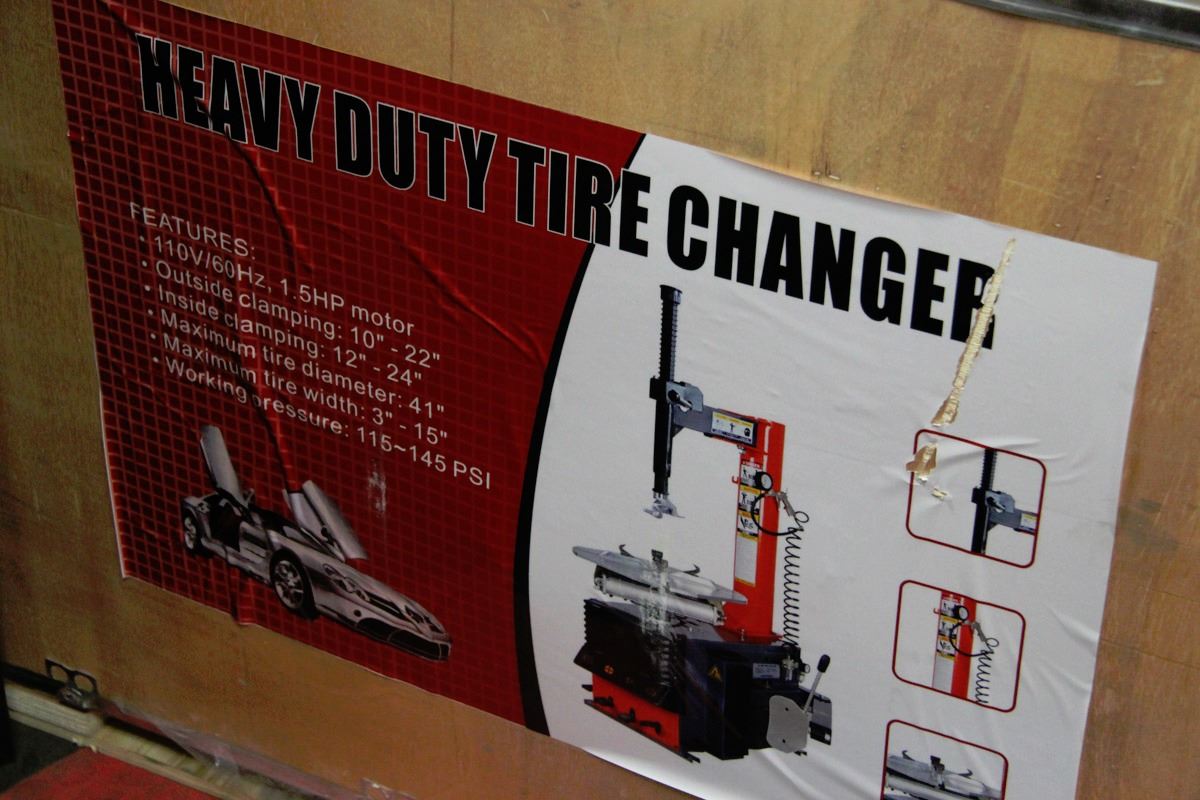 HEAVY DUTY TIRE CHANGER
FEATURES:
• 110V/60Hz, 1.5HP motor
• Outside clamping: 10" - 22"
• Inside clamping: 12" - 24"
• Maximum tire diameter: 41"
• Maximum tire width: 3" - 15"
• Working pressure: 115~145 PSI